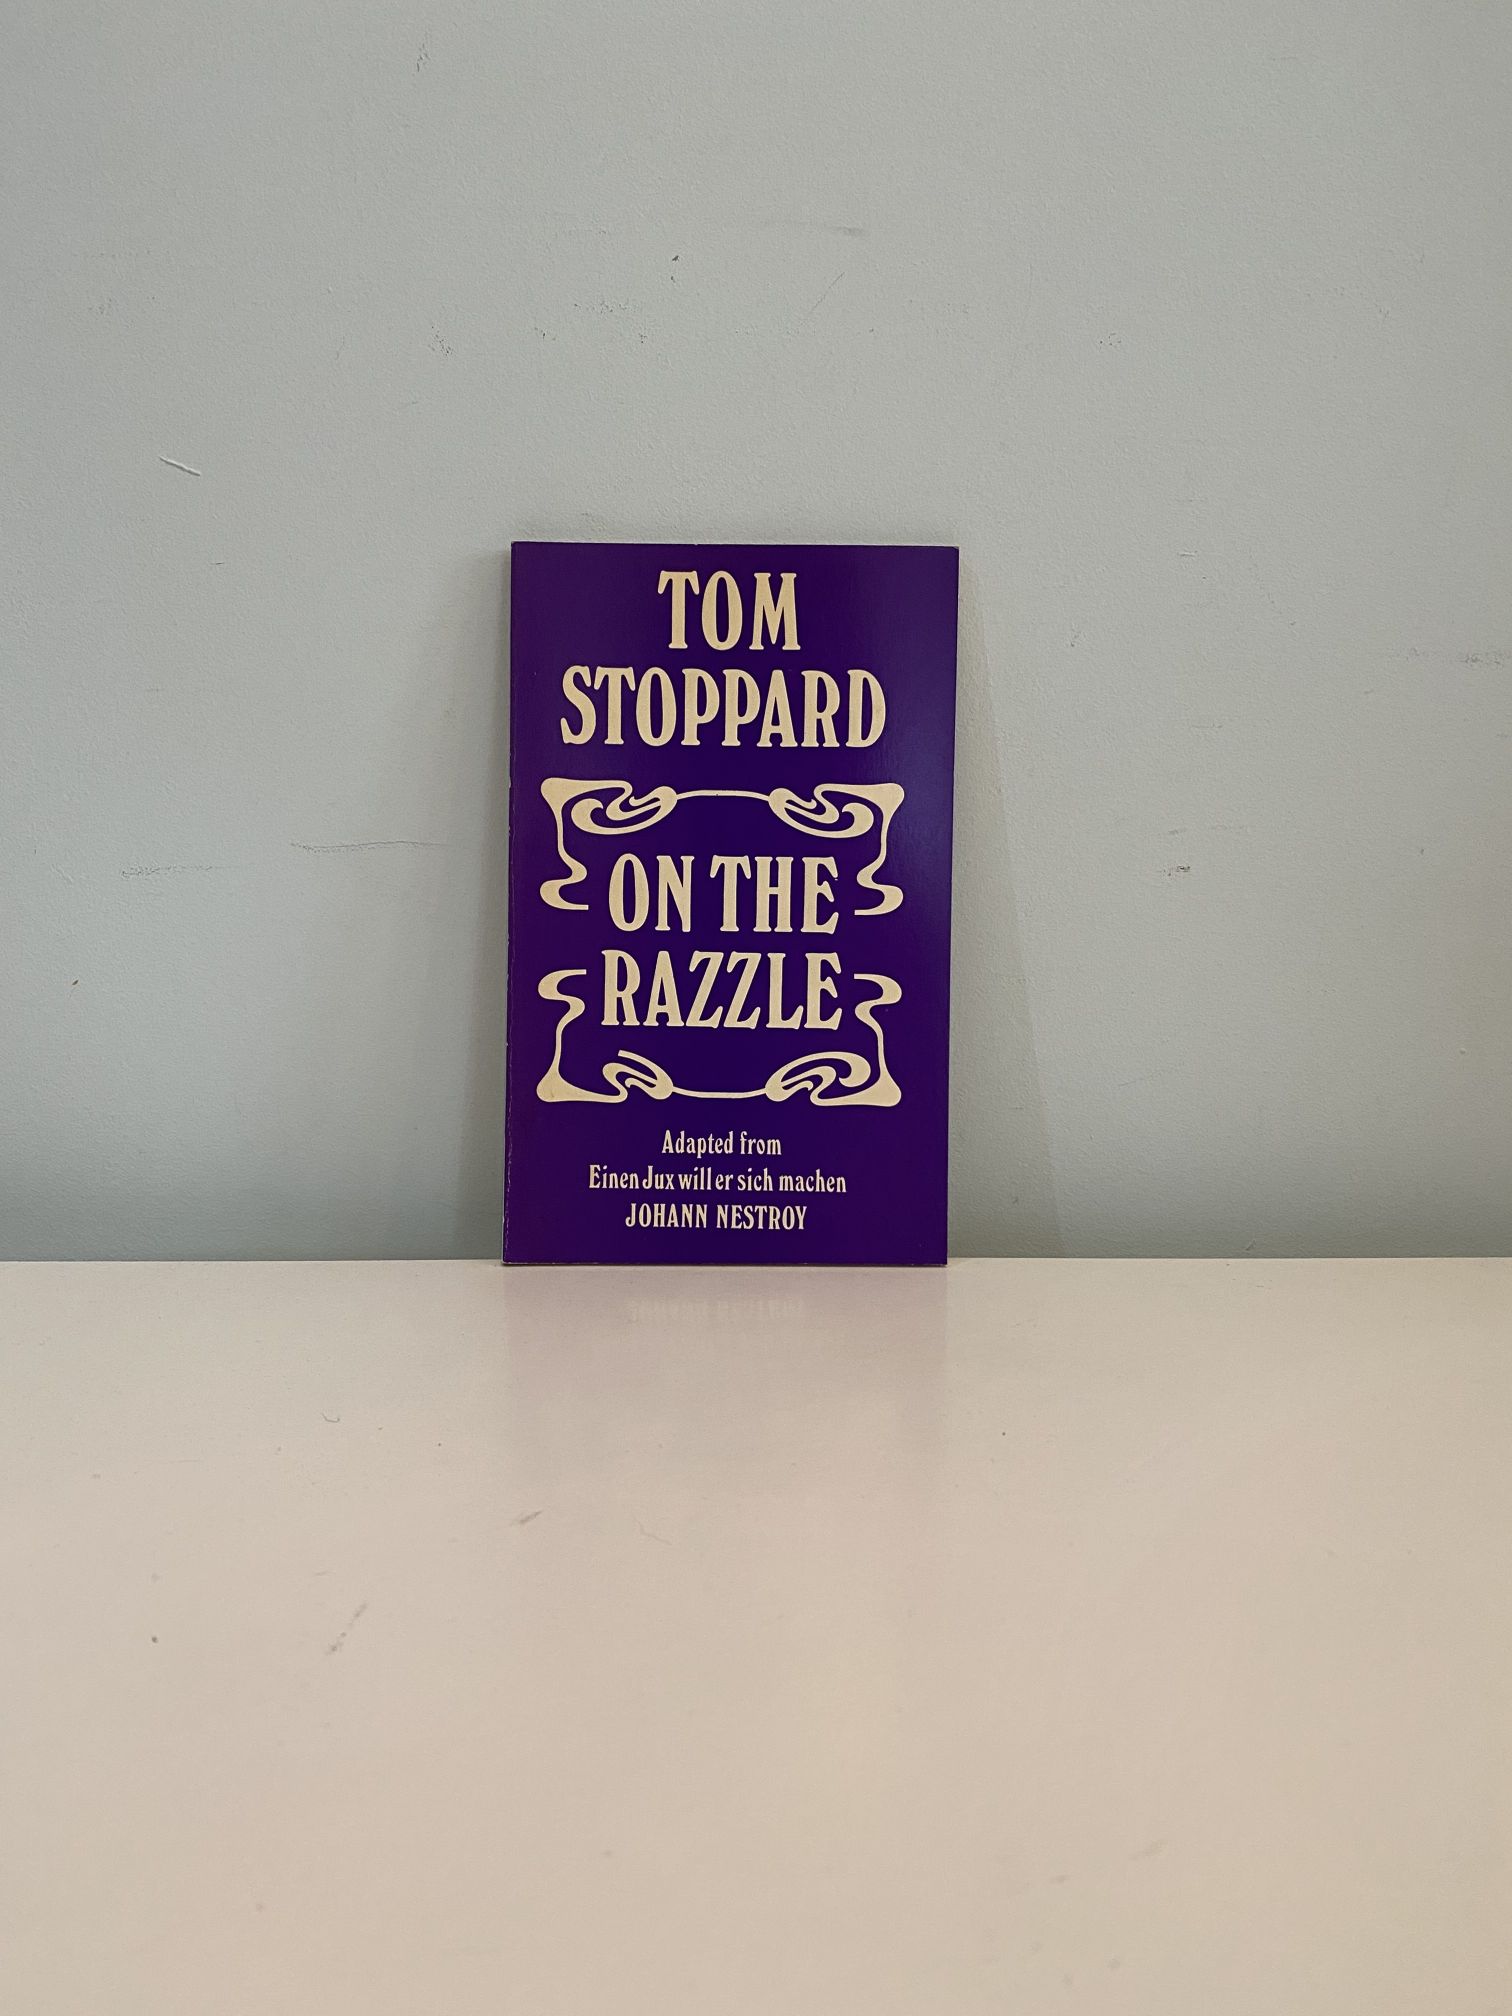 TOM
STOPPARD
ON THE
RAZZLE
Adapted from
Einen Jux will er sich machen
JOHANN NESTROY